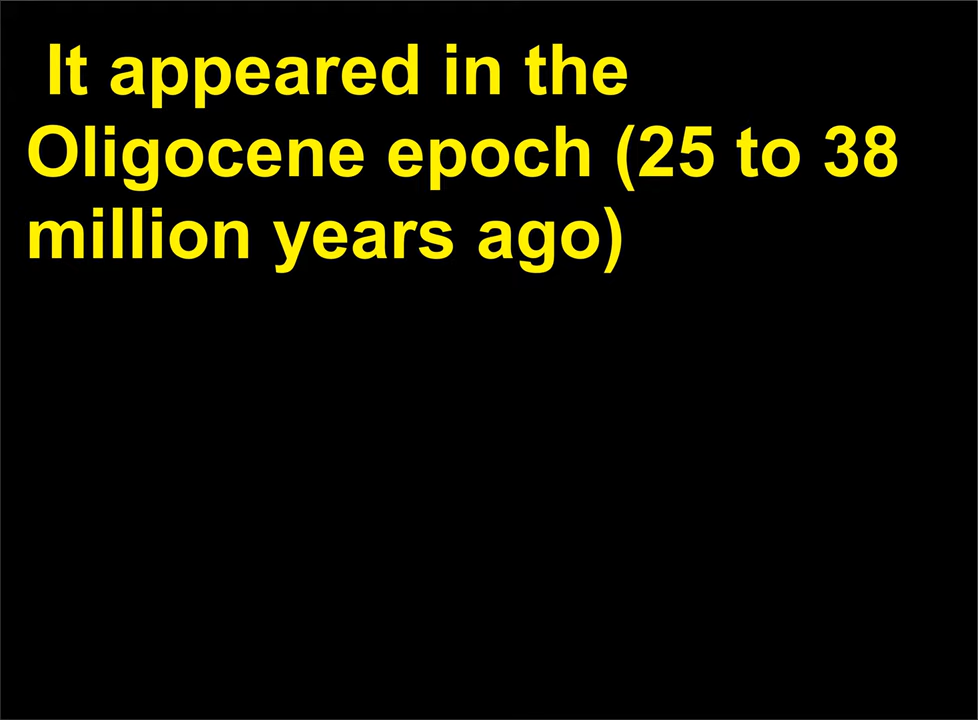 It appeared in the
Oligocene epoch (25 to 38
million years ago)